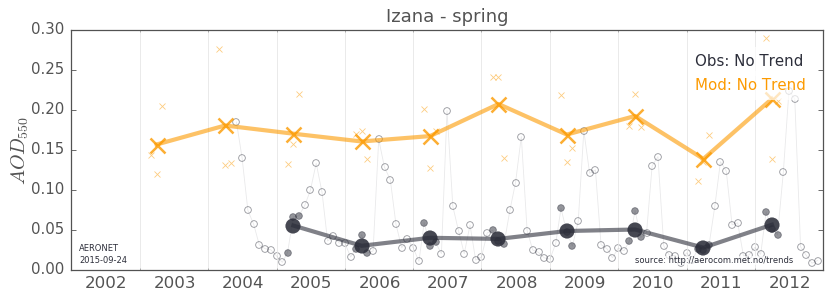 Izana - spring
0.30
0.25
0.20
0.15
0.10
0.05
0.00
AOD550
Obs: No Trend
Mod: No Trend
AERONET
2015-09-24
source: http://aerocom.met.no/trends
2002 2003 2004 2005 2006 2007 2008 2009 2010 2011 2012